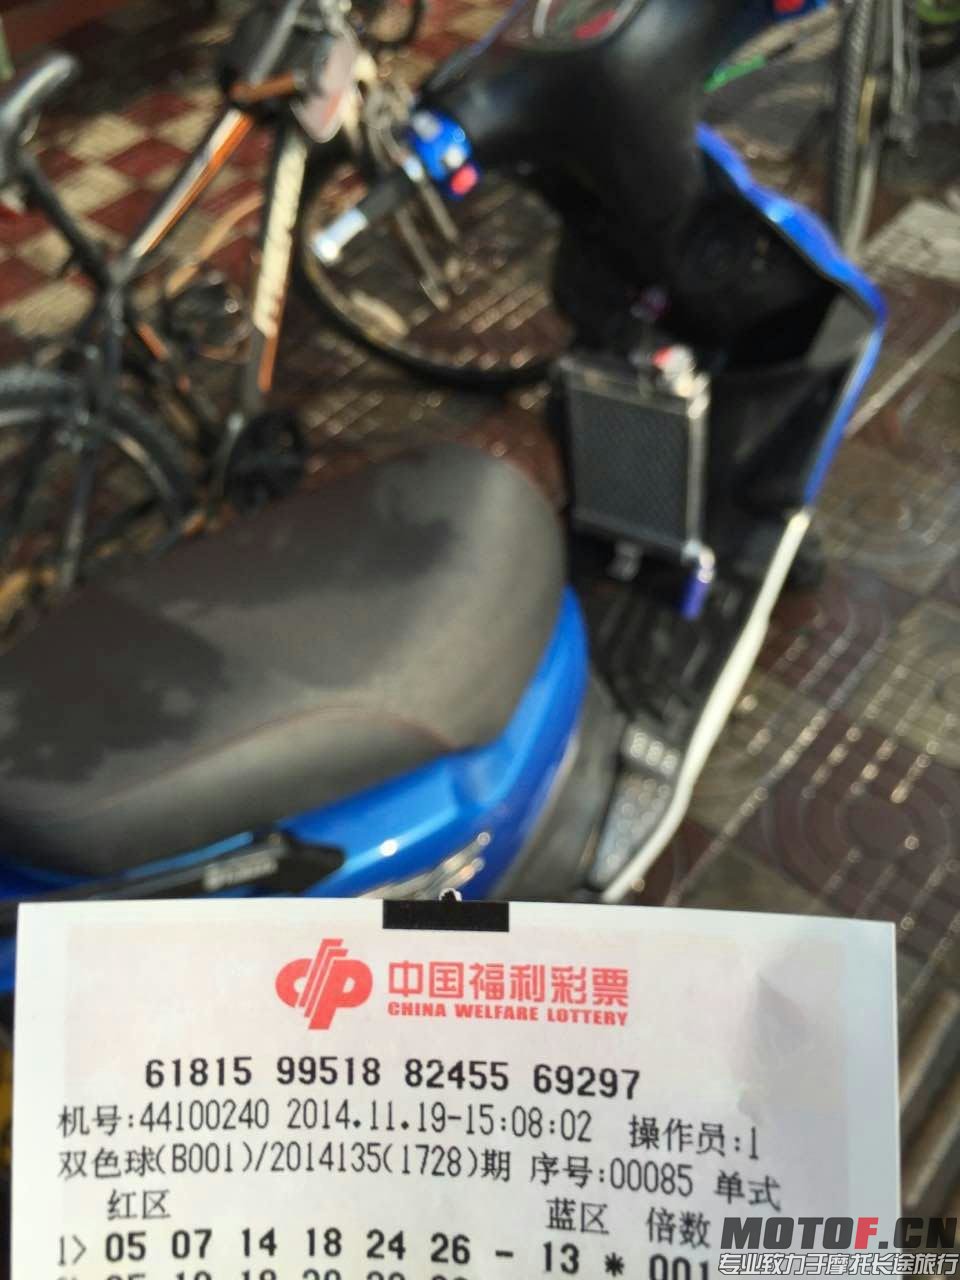 中国福利彩票
CHINA WELFARE LOTTERY
61815 99518 82455 69297
机号:44100240 2014.11.19-15:08:02 操作员:1
双色球(B001)/2014135(1728)期 序号:00085 单式
红区 蓝区 倍数
1> 05 07 14 18 24 26 - 13 * 001
MOTOF.CN
专业致力于摩托长途旅行